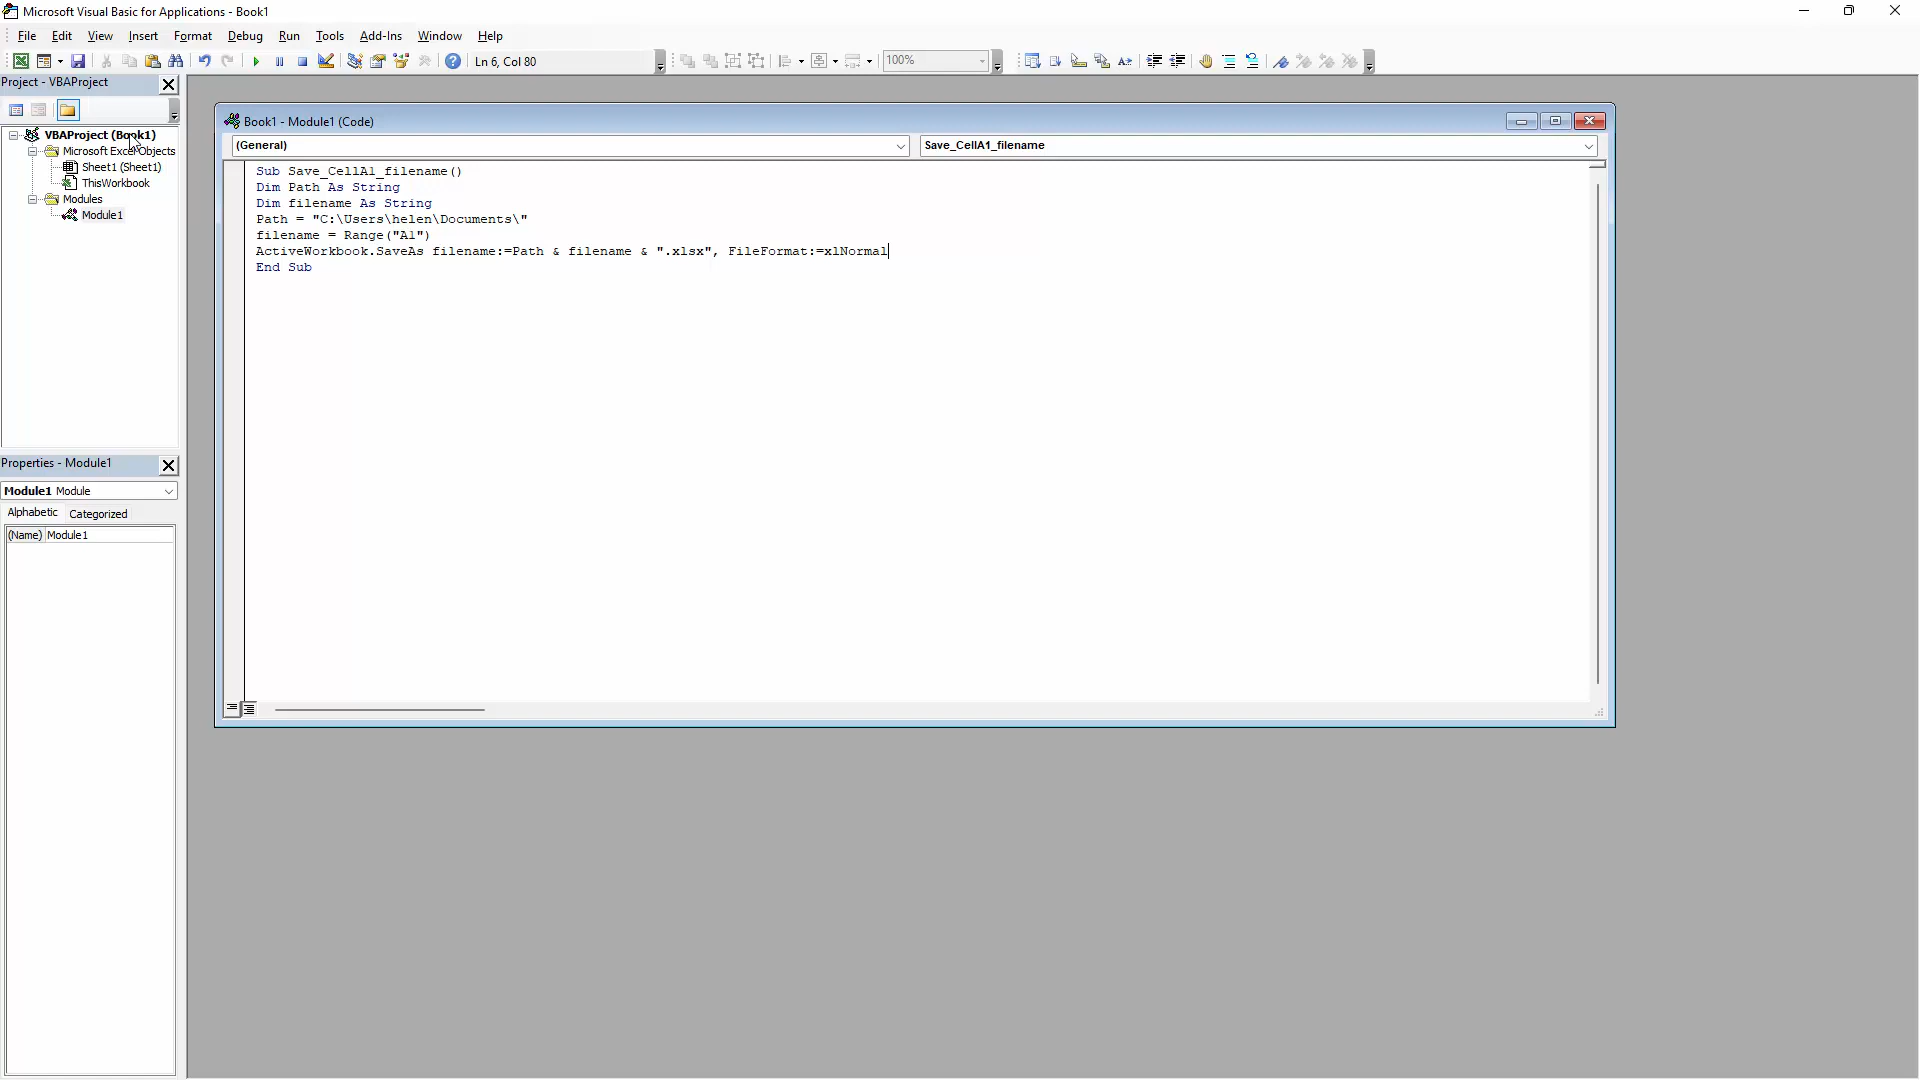 Microsoft Visual Basic for Applications - Book1
File Edit View Insert Format Debug Run Tools Add-Ins Window Help
Ln 6, Col 80
100%
Project - VBAProject
VBAProject (Book1)
Microsoft Excel Objects
Sheet1 (Sheet1)
ThisWorkbook
Modules
Module1
Properties - Module1
Module1 Module
Alphabetic Categorized
(Name) Module1
Book1 - Module1 (Code)
(General) Save_CellA1_filename
Sub Save_CellA1_filename()
Dim Path As String
Dim filename As String
Path = "C:\Users\helen\Documents\"
filename = Range("A1")
ActiveWorkbook.SaveAs filename:=Path & filename & ".xlsx", FileFormat:=xlNormal
End Sub